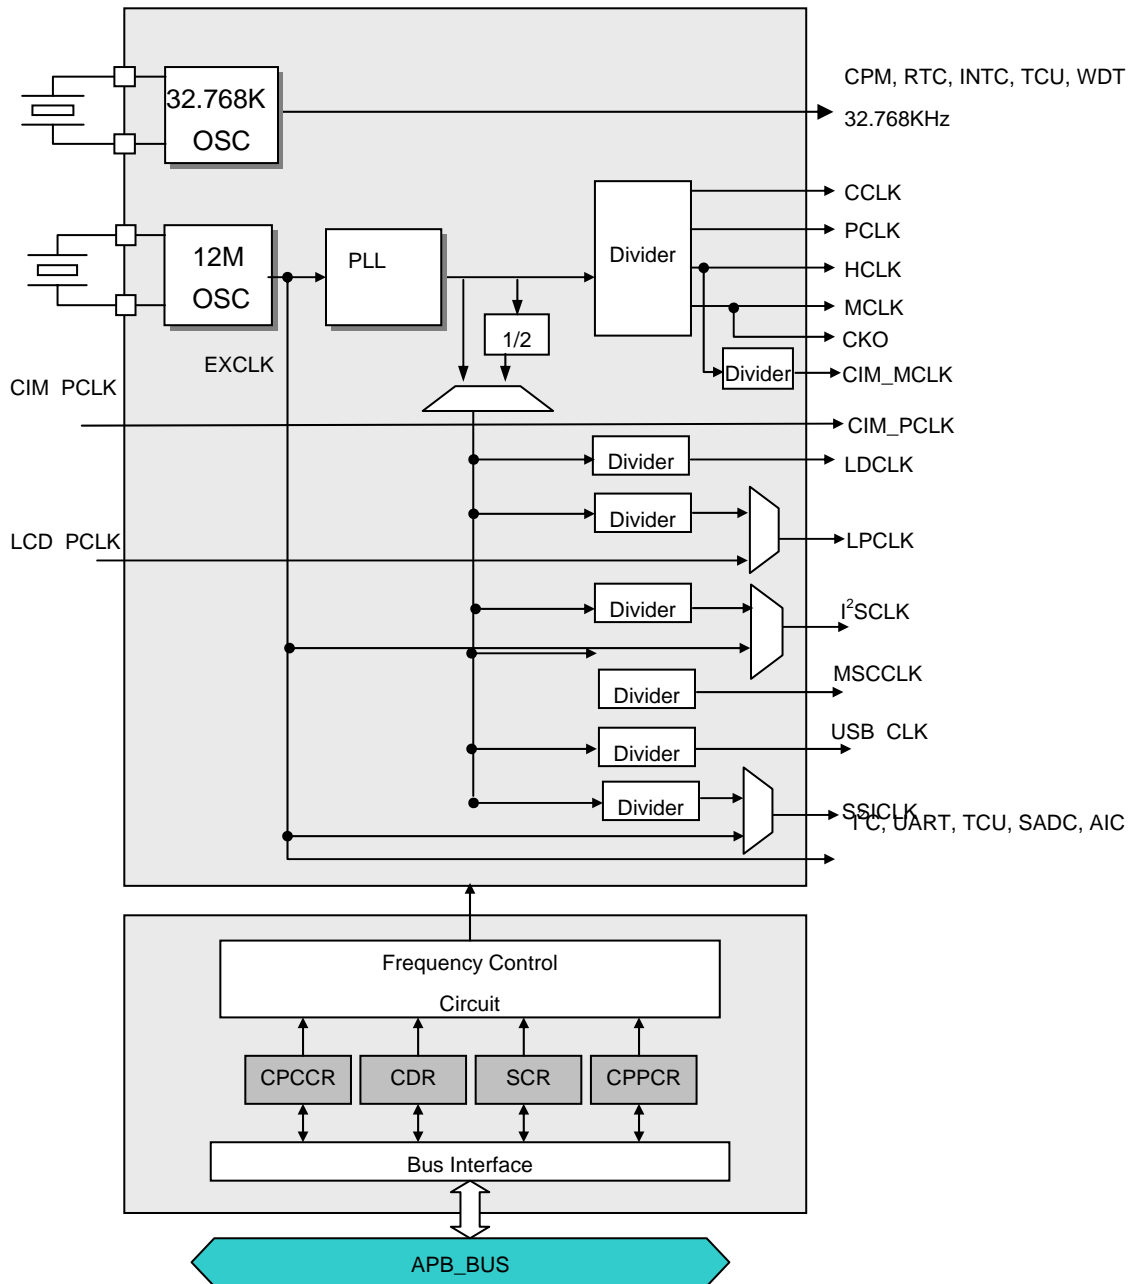 CPM, RTC, INTC, TCU, WDT
32.768KHz
32.768K
OSC
CCLK
PCLK
HCLK
MCLK
CKO
CIM_MCLK
12M
OSC
PLL
Divider
1/2
Divider
EXCLK
CIM PCLK
CIM_PCLK
Divider
LDCLK
Divider
LCD PCLK
LPCLK
Divider
I²SCLK
Divider
MSCCLK
Divider
USB CLK
Divider
SSICLK
I²C, UART, TCU, SADC, AIC
Frequency Control
Circuit
CPCCR
CDR
SCR
CPPCR
Bus Interface
APB_BUS